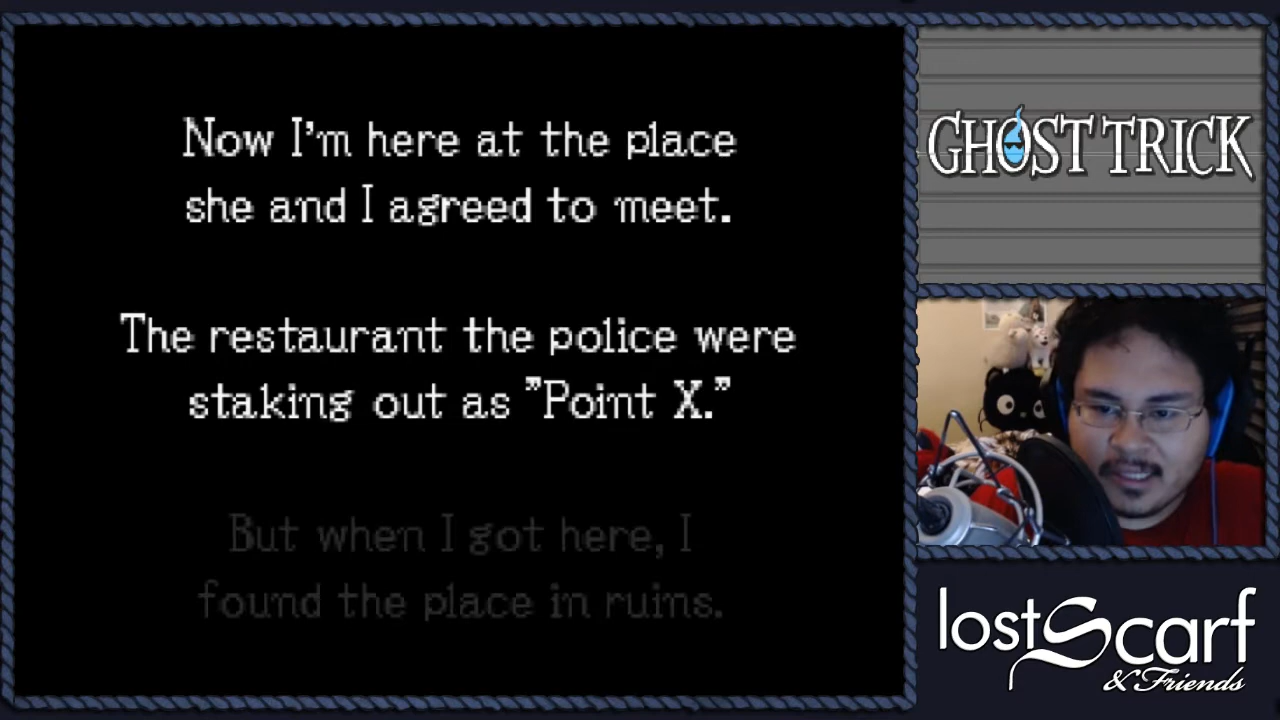 Now I'm here at the place
she and I agreed to meet.
The restaurant the police were
staking out as "Point X."
But when I got here, I
found the place in ruins.
GHOST TRICK
lostScarf
& Friends